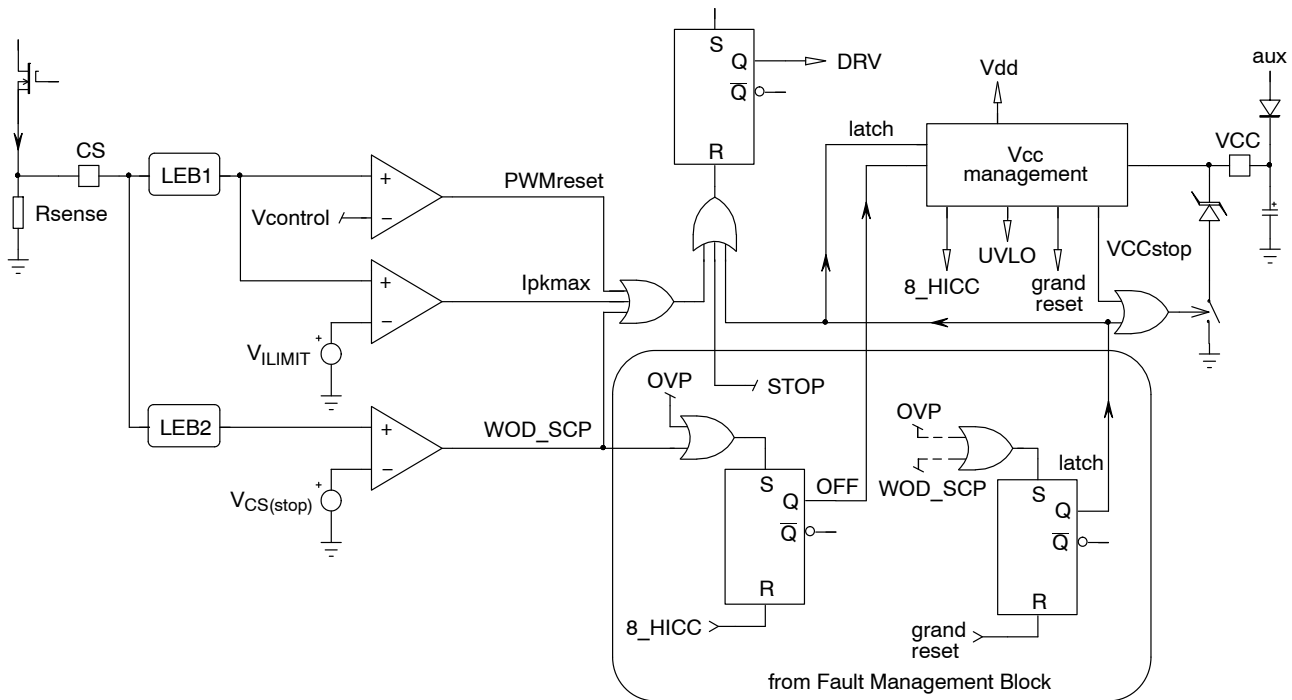 S
Q
DRV
Q
R
aux
Vdd
latch
VCC
CS
LEB1
Rsense
+
−
PWMreset
Vcontrol
Vcc
management
UVLO
8_HICC
grand
reset
VCCstop
+
−
Ipkmax
+
VILIMIT
STOP
OVP
LEB2
+
−
WOD_SCP
+
VCS(stop)
S
Q
OFF
Q
R
8_HICC
OVP
WOD_SCP
latch
S
Q
Q
R
grand
reset
+
from Fault Management Block